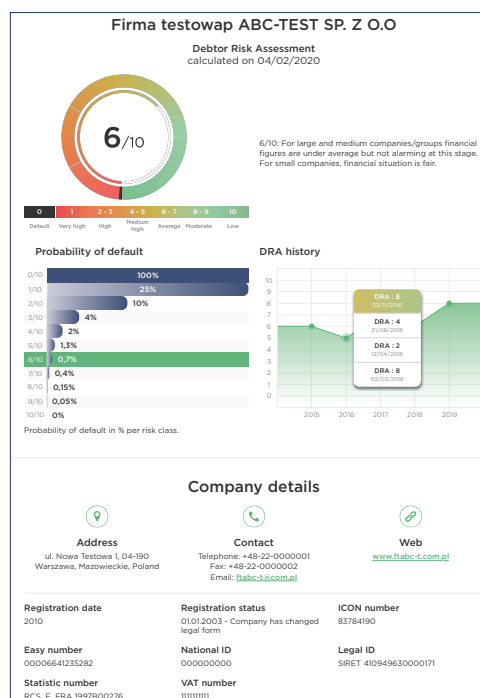 Firma testowap ABC-TEST SP. Z O.O
Debtor Risk Assessment
calculated on 04/02/2020
6/10
6/10: For large and medium companies/groups financial
figures are under average but not alarming at this stage.
For small companies, financial situation is fair.
0 1 2 - 3 4 - 5 6 - 7 8 - 9 10
Default Very high High Medium high Average Moderate Low
Probability of default
0/10 100%
1/10 25%
2/10 10%
3/10 4%
4/10 2%
5/10 1,3%
6/10 0,7%
7/10 0,4%
8/10 0,15%
9/10 0,05%
10/10 0%
Probability of default in % per risk class.
DRA history
10
9
8
7
6
5
4
3
2
1
0
DRA : 5
02/11/2016
DRA : 4
31/08/2016
DRA : 2
12/04/2016
DRA : 8
02/03/2016
2015 2016 2017 2018 2019
Company details
Address
ul. Nowa Testowa 1, 04-190
Warszawa, Mazowieckie, Poland
Contact
Telephone: +48-22-0000001
Fax: +48-22-0000002
Email: ftabc-t@com.pl
Web
www.ftabc-t.com.pl
Registration date
2010
Registration status
01.01.2003 - Company has changed
legal form
ICON number
83784190
Easy number
00006641235282
National ID
000000000
Legal ID
SIRET 410949630000171
Statistic number
RCS_F_FRA 1997B00276
VAT number
1111111111